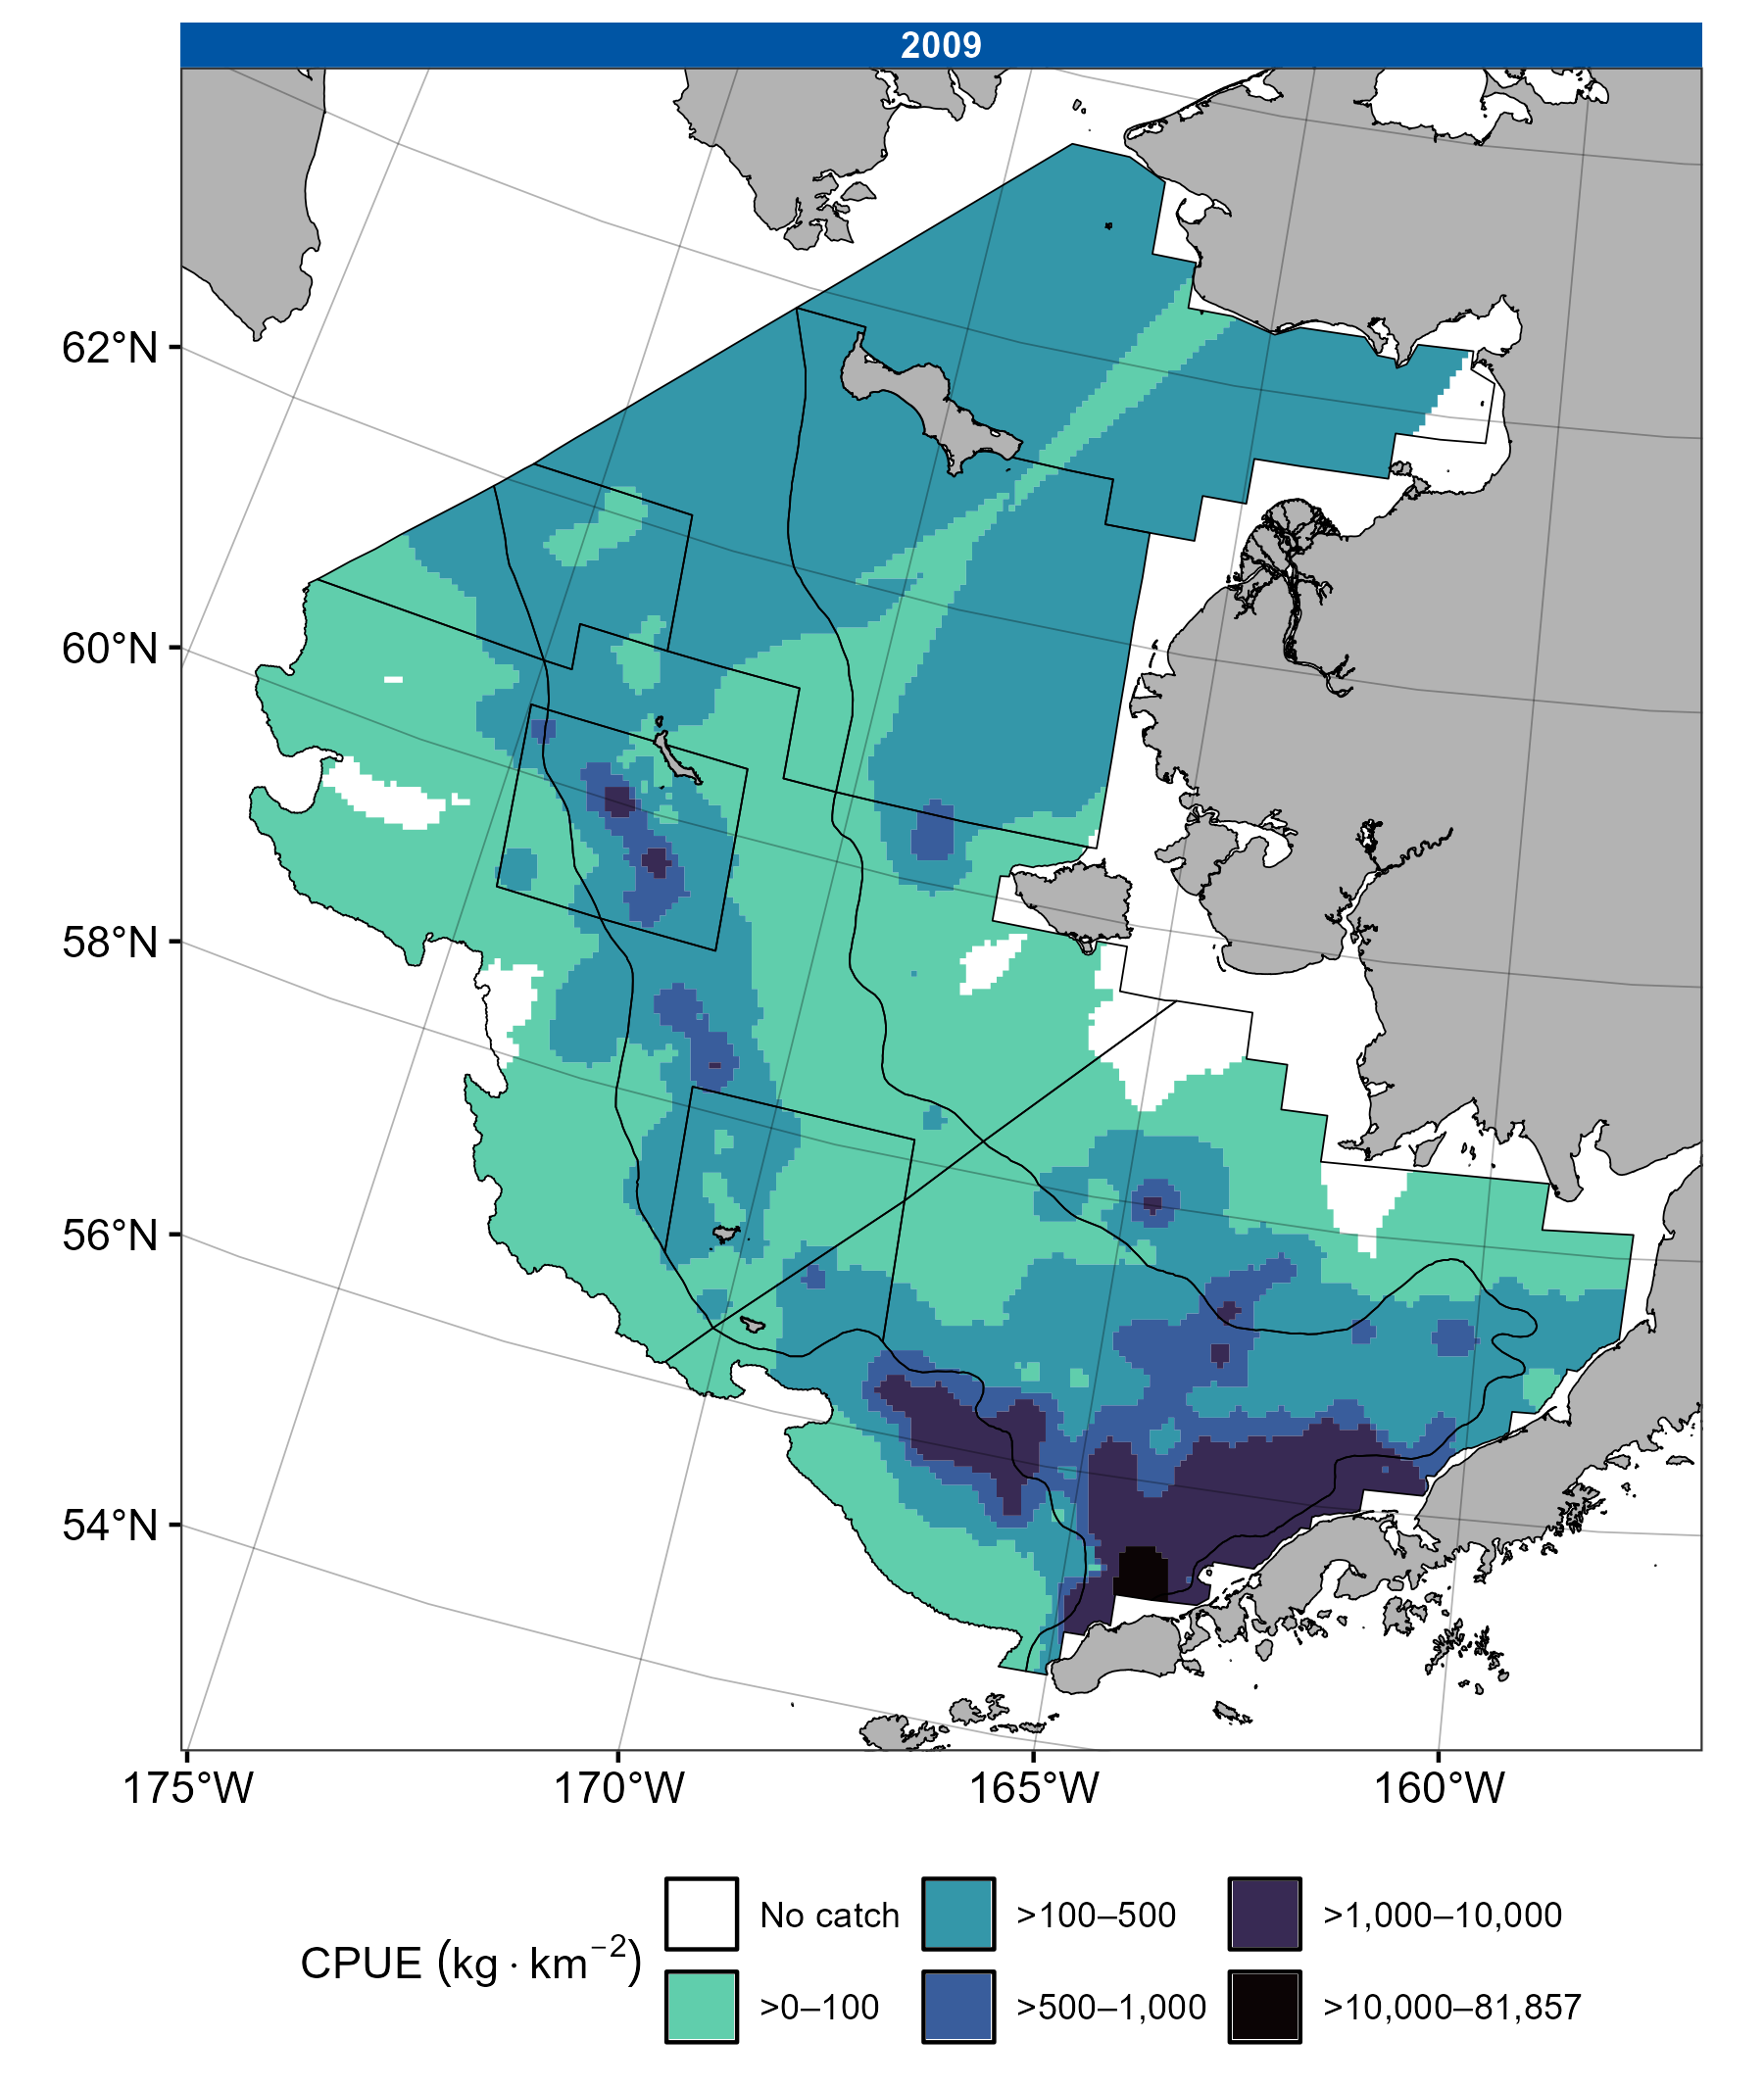 2009
62°N
60°N
58°N
56°N
54°N
175°W 170°W 165°W 160°W
CPUE (kg · km⁻²)
No catch >100–500 >1,000–10,000
>0–100 >500–1,000 >10,000–81,857